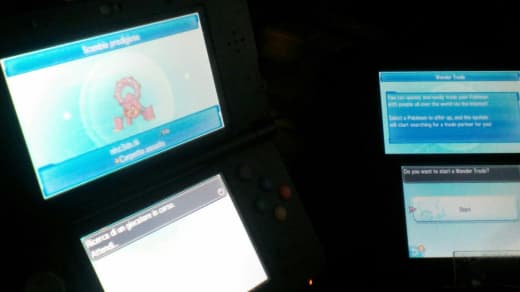 Scambio prodigioso
Ricerca di un giocatore in corso.
Attendi...
Wonder Trade
You can quickly and easily trade your Pokémon
with people all over the world via the Internet!
Select a Pokémon to offer up, and the system
will start searching for a trade partner for you!
Do you want to start a Wonder Trade?
Start